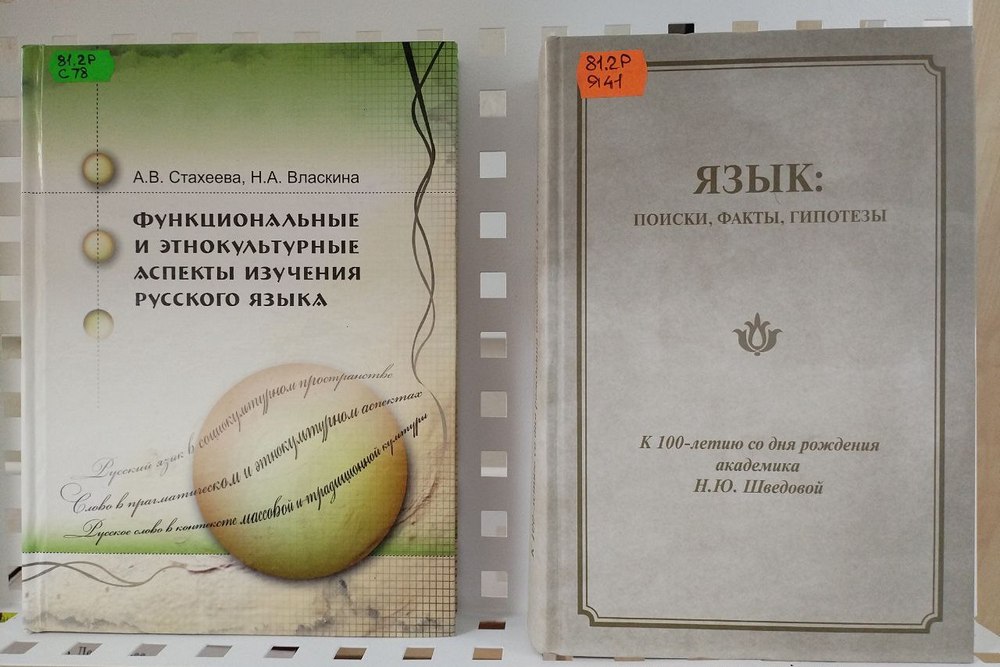 81.2Р
С78
А.В. Стахеева, Н.А. Власкина
ФУНКЦИОНАЛЬНЫЕ
И ЭТНОКУЛЬТУРНЫЕ
АСПЕКТЫ ИЗУЧЕНИЯ
РУССКОГО ЯЗЫКА
Русский язык в социокультурном пространстве
Слово в прагматическом и этнокультурном аспектах
Русское слово в контексте массовой и традиционной культуры
81.2Р
Я41
ЯЗЫК:
ПОИСКИ, ФАКТЫ, ГИПОТЕЗЫ
К 100-летию со дня рождения
академика
Н.Ю. Шведовой